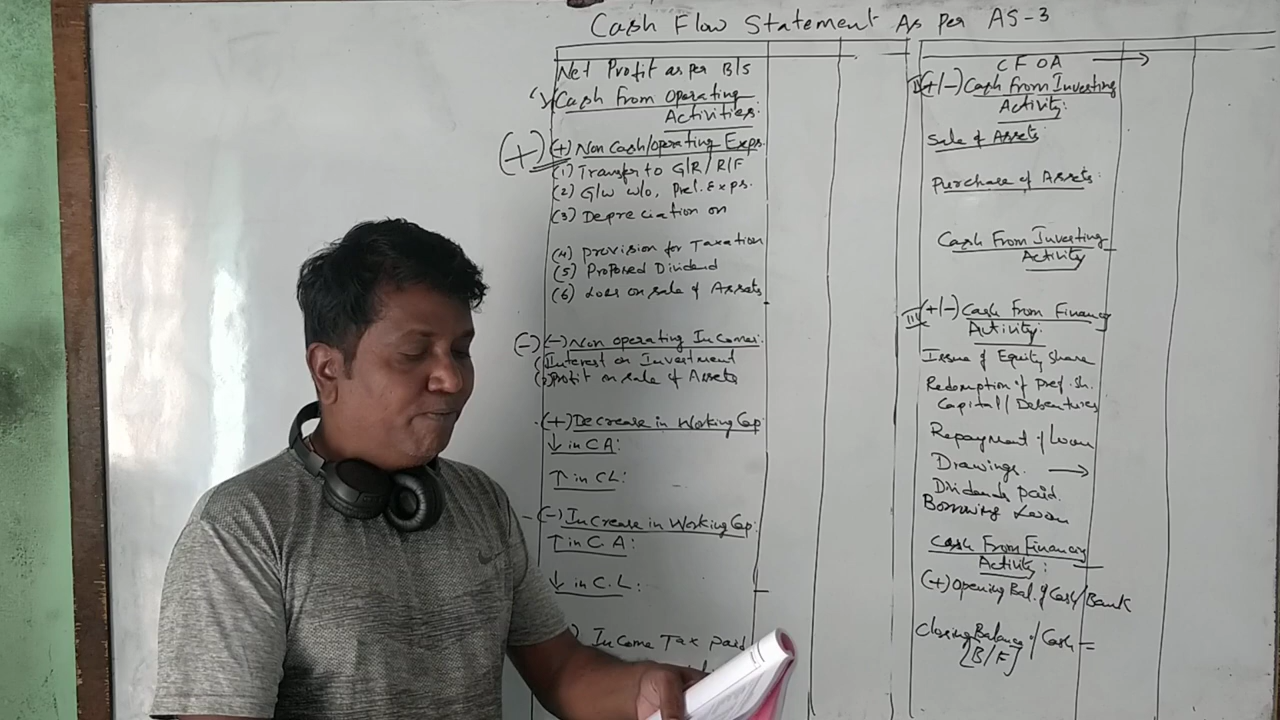 Cash Flow Statement As per AS-3
Net Profit as per B/S
Cash From Operating
Activities:
(+) (+) Non Cash/operating Exps.
(1) Transfer to G/R / R/F
(2) G/w w/o, Prel. Exps.
(3) Depreciation on
(4) Provision for Taxation
(5) Proposed Dividend
(6) Loss on sale of Assets
(-) (-) Non operating Incomes:
Interest on Investment
Profit on sale of Assets
(+) Decrease in Working Cap
↓ in CA:
↑ in CL:
- (-) Increase in Working Cap:
↑ in C.A:
↓ in C.L:
Income Tax paid
CFOA →
II (+/-) Cash From Investing
Activity:
Sale of Assets:
Purchase of Assets:
Cash From Investing
Activity
III (+/-) Cash From Financy
Activity:
Issue of Equity Share
Redemption of Pref. Sh.
Capital / Debentures
Repayment of Loan
Drawings. →
Dividends paid.
Borrowing Loan
Cash From Financy
Activity:
(+) Opening Bal. of Cash/Bank
Closing Balance of Cash =
[B/F]